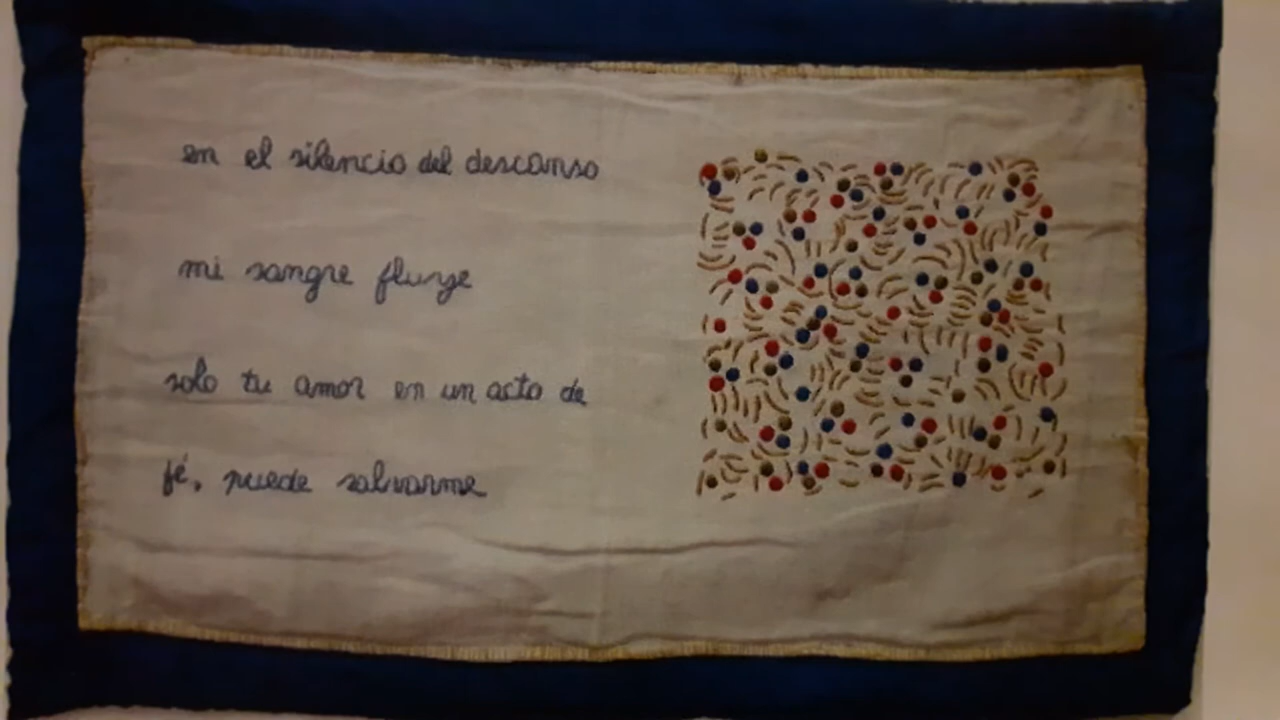 en el silencio del descanso
mi sangre fluye
solo tu amor en un acto de
fé, puede salvarme